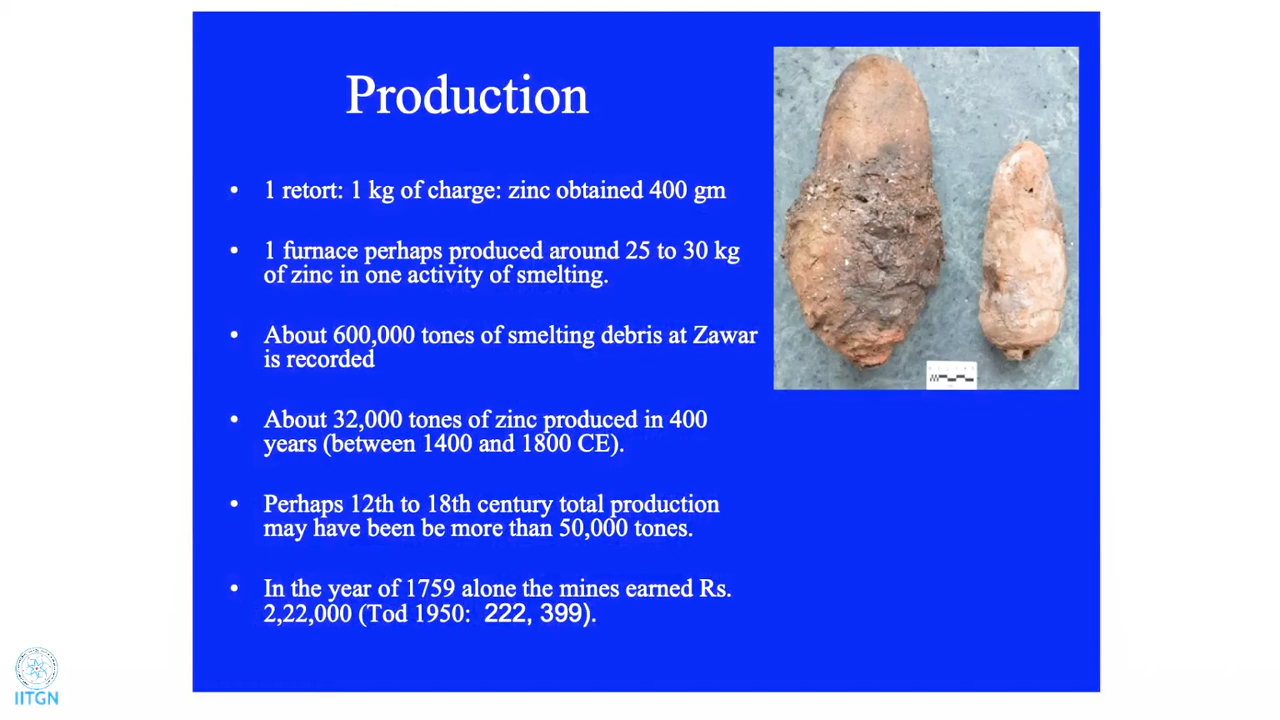 Production
• 1 retort: 1 kg of charge: zinc obtained 400 gm
• 1 furnace perhaps produced around 25 to 30 kg
of zinc in one activity of smelting.
• About 600,000 tones of smelting debris at Zawar
is recorded
• About 32,000 tones of zinc produced in 400
years (between 1400 and 1800 CE).
• Perhaps 12th to 18th century total production
may have been be more than 50,000 tones.
• In the year of 1759 alone the mines earned Rs.
2,22,000 (Tod 1950: 222, 399).
IITGN